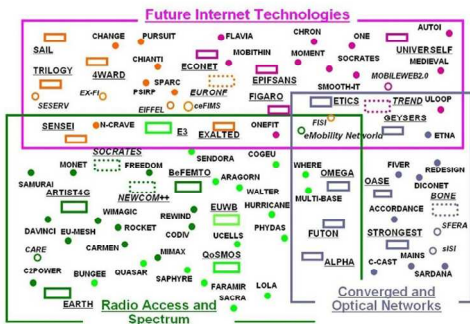 Future Internet Technologies
CHANGE PURSUIT FLAVIA CHRON ONE AUTOI
SAIL ECONET MOBITHIN MOMENT SOCRATES UNIVERSELF
CHIANTI MEDIEVAL
TRILOGY 4WARD SPARC EPIFSANS SMOOTH-IT MOBILEWEB2.0
EX-FI PSIRP EURONF FIGARO
SESERV EIFFEL ceFIMS ETICS TREND ULOOP
GEYSERS
SENSEI N-CRAVE E3 EXALTED ONEFIT FISI
eMobility Networld ETNA
SOCRATES SENDORA COGEU
MONET FREEDOM WHERE FIVER REDESIGN
SAMURAI BeFEMTO ARAGORN OMEGA OASE DICONET
ARTIST4G NEWCOM++ WALTER MULTI-BASE BONE
WIMAGIC REWIND EUWB HURRICANE ACCORDANCE
DAVINCI EU-MESH ROCKET CODIV UCELLS PHYDAS FUTON STRONGEST SFERA
CARE CARMEN MIMAX QoSMOS MAINS sISI
C2POWER BUNGEE QUASAR SAPHYRE ALPHA C-CAST SARDANA
EARTH FARAMIR LOLA
SACRA
Radio Access and
Spectrum
Converged and
Optical Networks